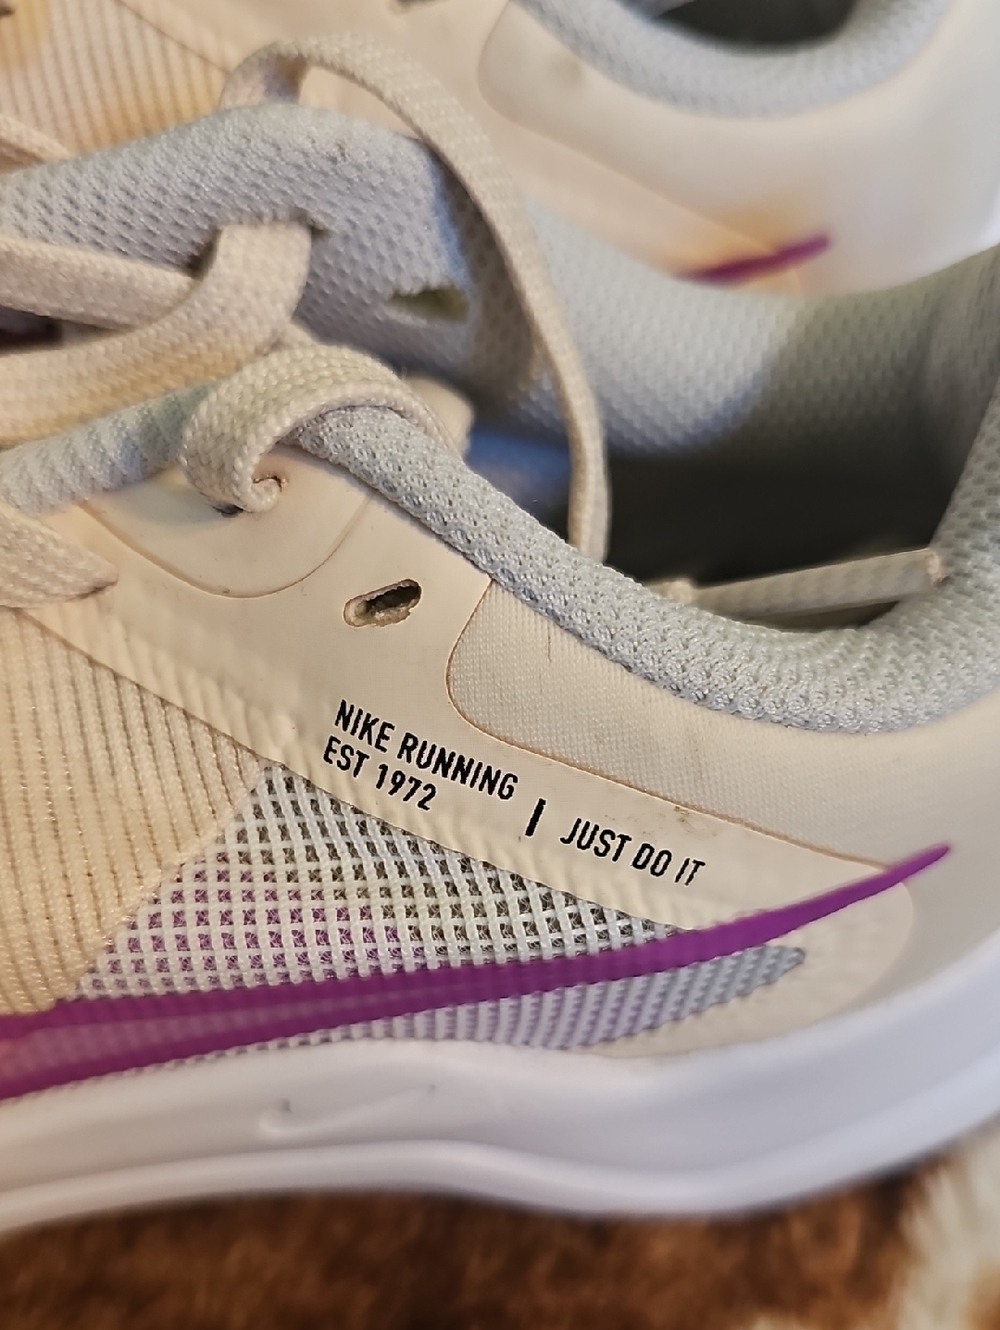 NIKE RUNNING
EST 1972
| JUST DO IT